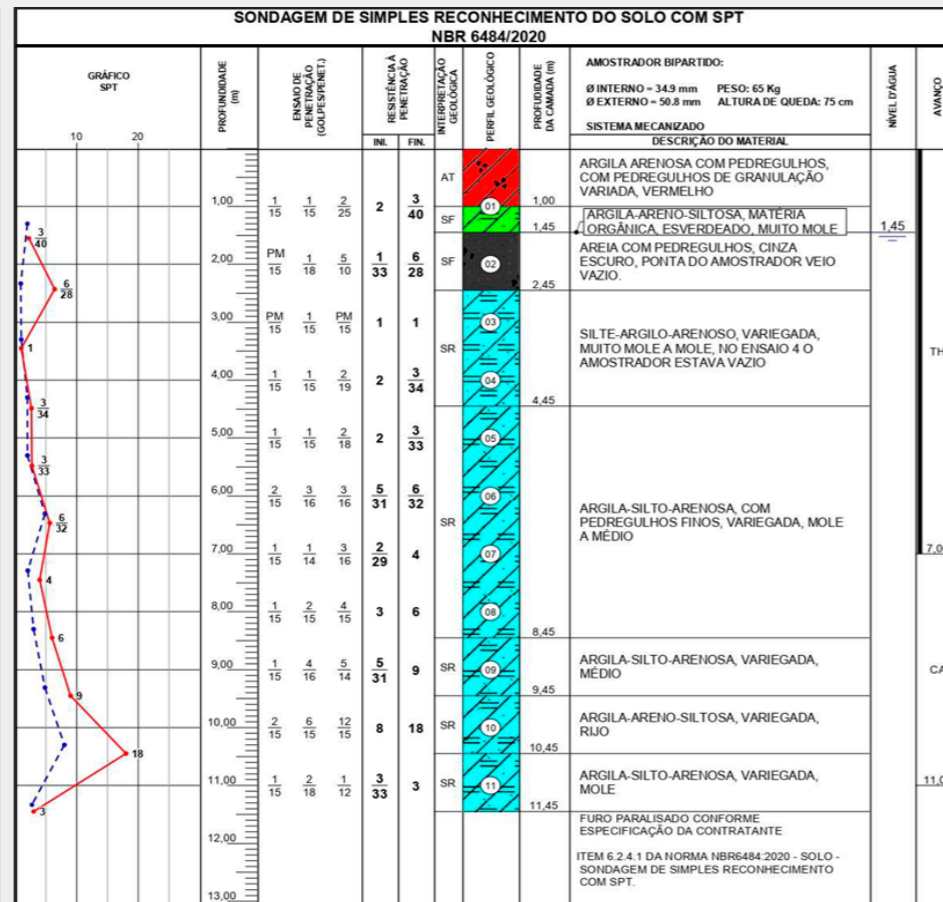 SONDAGEM DE SIMPLES RECONHECIMENTO DO SOLO COM SPT
NBR 6484/2020
GRÁFICO
SPT
10 20
PROFUNDIDADE
(m)
ENSAIO DE
PENETRAÇÃO
(GOLPES/PENET.)
RESISTÊNCIA À
PENETRAÇÃO
INI. FIN.
INTERPRETAÇÃO
GEOLÓGICA
PERFIL GEOLÓGICO
PROFUDIDADE
DA CAMADA (m)
AMOSTRADOR BIPARTIDO:
Ø INTERNO = 34.9 mm PESO: 65 Kg
Ø EXTERNO = 50.8 mm ALTURA DE QUEDA: 75 cm
SISTEMA MECANIZADO
DESCRIÇÃO DO MATERIAL
NÍVEL D'ÁGUA
AVANÇO
AT
ARGILA ARENOSA COM PEDREGULHOS,
COM PEDREGULHOS DE GRANULAÇÃO
VARIADA, VERMELHO
1,00 1/15 1/15 2/25 2 3/40 01 1,00
SF
ARGILA-ARENO-SILTOSA, MATÉRIA
ORGÂNICA, ESVERDEADO, MUITO MOLE
1,45 1,45
3/40
2,00 PM/15 1/18 5/10 1/33 6/28 SF 02
AREIA COM PEDREGULHOS, CINZA
ESCURO, PONTA DO AMOSTRADOR VEIO
VAZIO.
6/28
2,45
3,00 PM/15 1/15 PM/15 1 1 03
1
SR
SILTE-ARGILO-ARENOSO, VARIEGADA,
MUITO MOLE A MOLE, NO ENSAIO 4 O
AMOSTRADOR ESTAVA VAZIO
TH
4,00 1/15 1/15 2/19 2 3/34 04
3/34
4,45
5,00 1/15 1/15 2/18 2 3/33 05
3/33
6,00 2/15 3/16 3/16 5/31 6/32 06
6/32
SR
ARGILA-SILTO-ARENOSA, COM
PEDREGULHOS FINOS, VARIEGADA, MOLE
A MÉDIO
7,00 1/15 1/14 3/16 2/29 4 07 7,00
4
8,00 1/15 2/15 4/15 3 6 08
6
8,45
9,00 1/15 4/16 5/14 5/31 9 SR 09
ARGILA-SILTO-ARENOSA, VARIEGADA,
MÉDIO
CA
9
9,45
10,00 2/15 6/15 12/15 8 18 SR 10
ARGILA-ARENO-SILTOSA, VARIEGADA,
RIJO
18
10,45
11,00 1/15 2/18 1/12 3/33 3 SR 11
ARGILA-SILTO-ARENOSA, VARIEGADA,
MOLE
11,0
3
11,45
12,00
FURO PARALISADO CONFORME
ESPECIFICAÇÃO DA CONTRATANTE
ITEM 6.2.4.1 DA NORMA NBR6484:2020 - SOLO -
SONDAGEM DE SIMPLES RECONHECIMENTO
COM SPT.
13,00